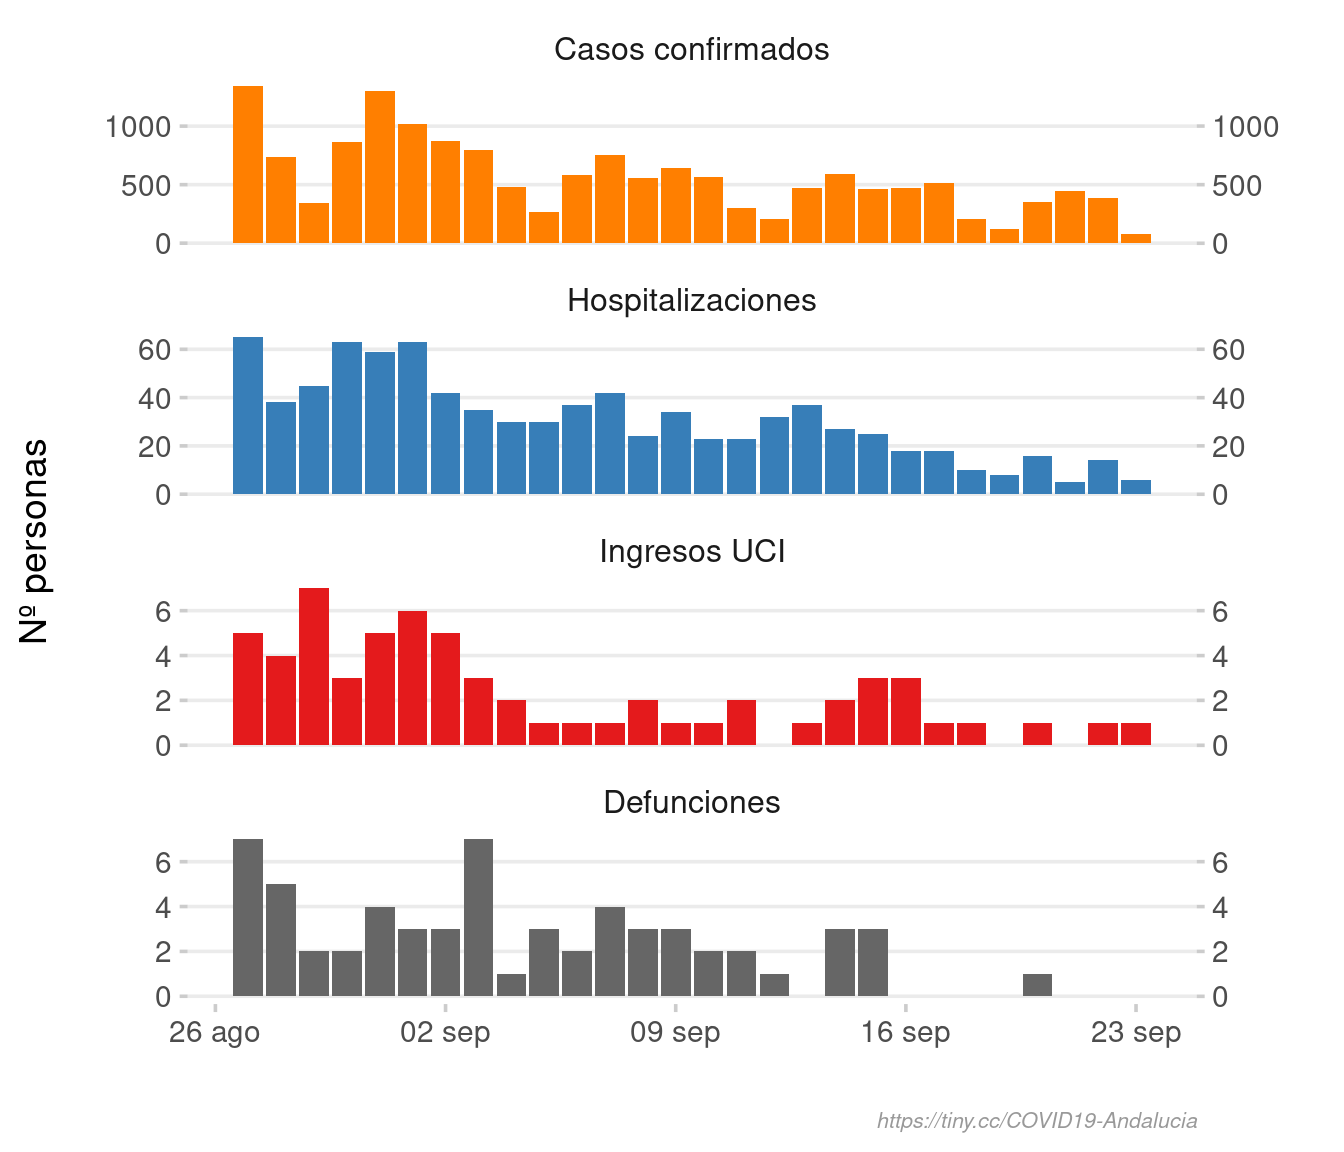 Casos confirmados
1000 1000
500 500
0 0
Hospitalizaciones
60 60
40 40
20 20
0 0
Nº personas
Ingresos UCI
6 6
4 4
2 2
0 0
Defunciones
6 6
4 4
2 2
0 0
26 ago 02 sep 09 sep 16 sep 23 sep
https://tiny.cc/COVID19-Andalucia